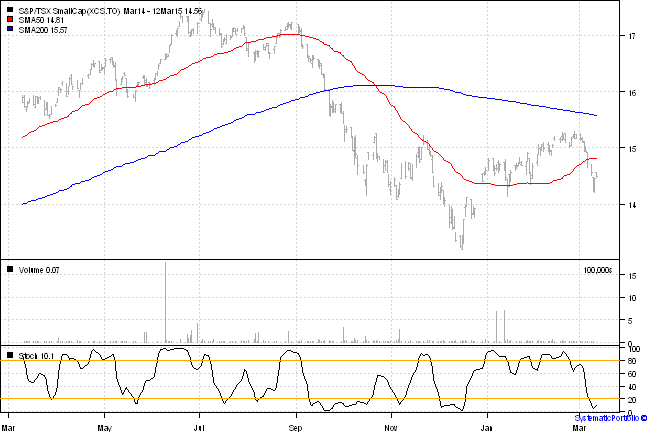 S&P/TSX SmallCap(XCS.TO) Mar14 - 12Mar15 14.56
SMA50 14.81
SMA200 15.57
17
16
15
14
Volume 0.07
100,000s
15
10
5
0
Stoch 10.1
100
80
60
40
20
0
Mar May Jul Sep Nov Jan Mar
SystematicPortfolio ©